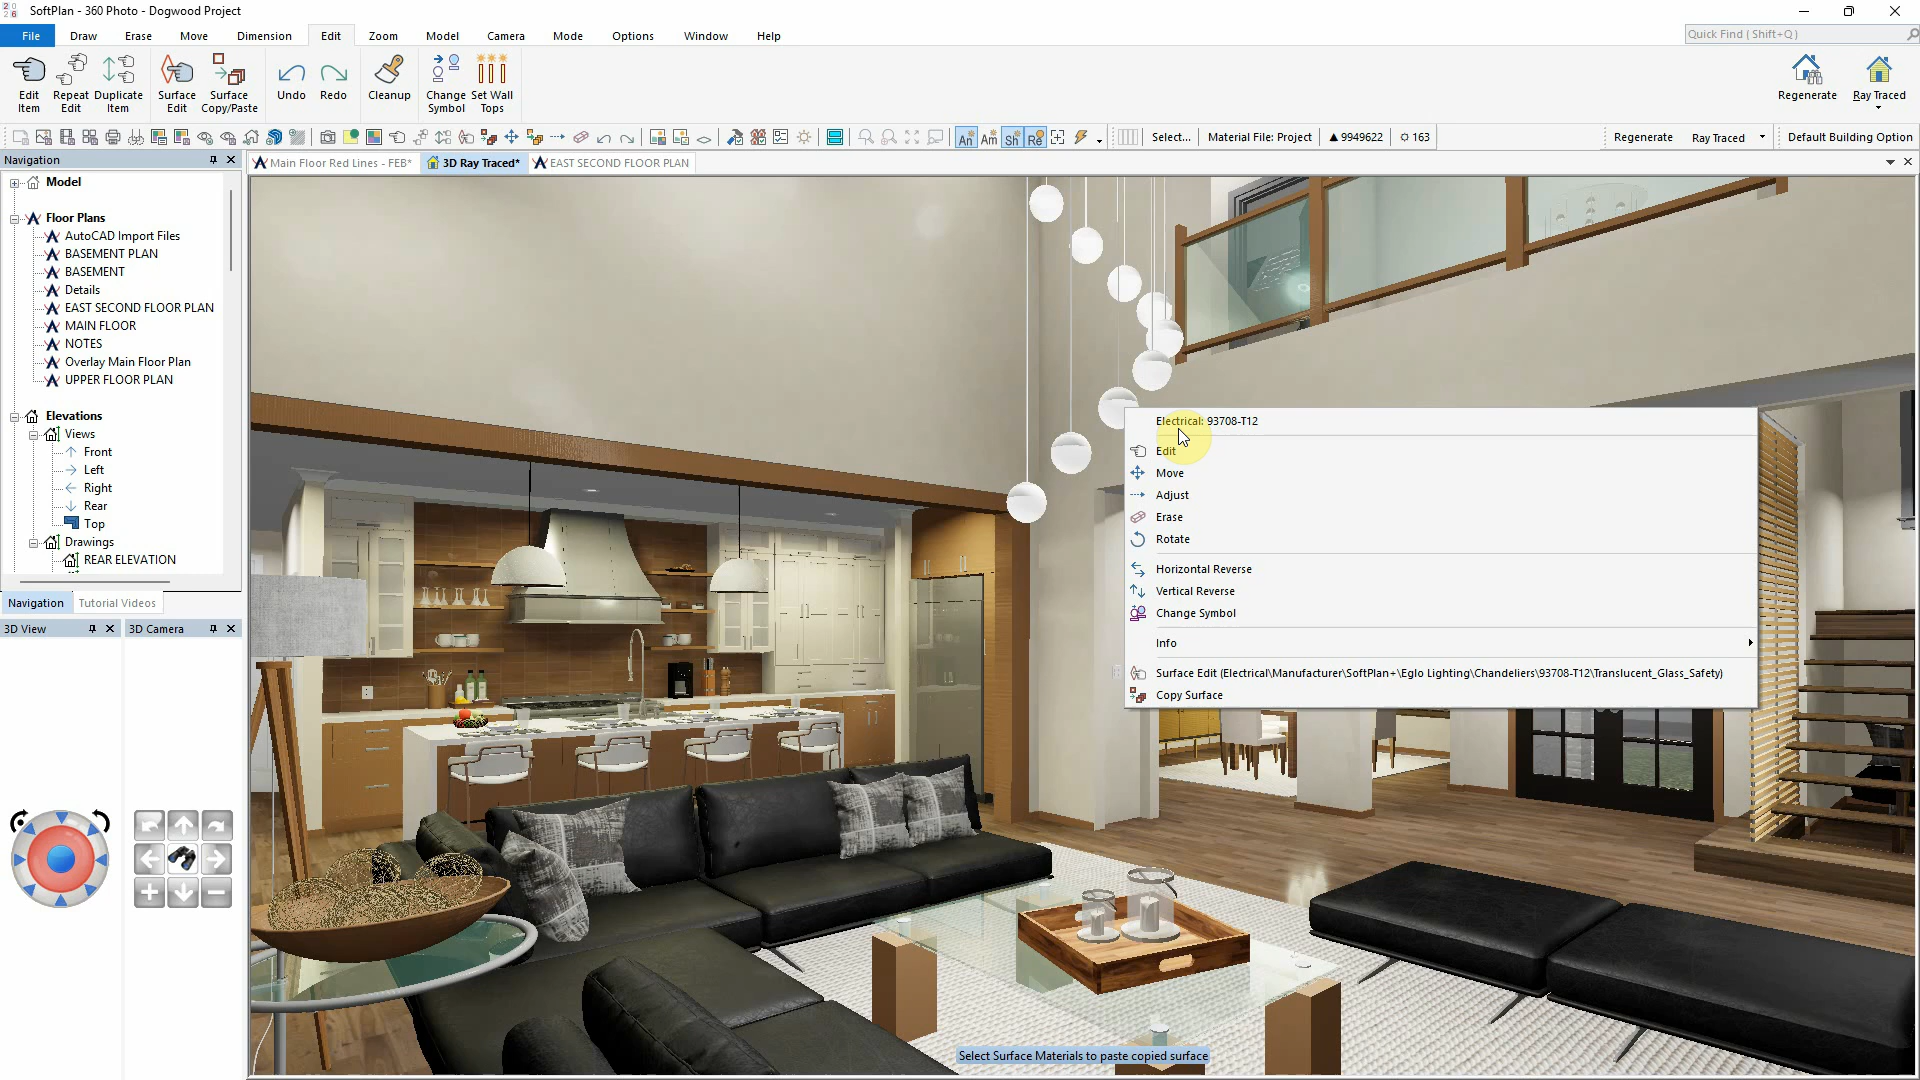 SoftPlan - 360 Photo - Dogwood Project
File Draw Erase Move Dimension Edit Zoom Model Camera Mode Options Window Help
Quick Find ( Shift+Q )
Edit Item
Repeat Edit
Duplicate Item
Surface Edit
Surface Copy/Paste
Undo
Redo
Cleanup
Change Symbol
Set Wall Tops
Regenerate
Ray Traced
An Am Sh Re
Select... Material File: Project 9949622 163
Regenerate Ray Traced Default Building Option
Navigation
Main Floor Red Lines - FEB* 3D Ray Traced* EAST SECOND FLOOR PLAN
Model
Floor Plans
AutoCAD Import Files
BASEMENT PLAN
BASEMENT
Details
EAST SECOND FLOOR PLAN
MAIN FLOOR
NOTES
Overlay Main Floor Plan
UPPER FLOOR PLAN
Elevations
Views
Front
Left
Right
Rear
Top
Drawings
REAR ELEVATION
Navigation Tutorial Videos
3D View 3D Camera
Electrical: 93708-T12
Edit
Move
Adjust
Erase
Rotate
Horizontal Reverse
Vertical Reverse
Change Symbol
Info
Surface Edit (Electrical\Manufacturer\SoftPlan+\Eglo Lighting\Chandeliers\93708-T12\Translucent_Glass_Safety)
Copy Surface
Select Surface Materials to paste copied surface